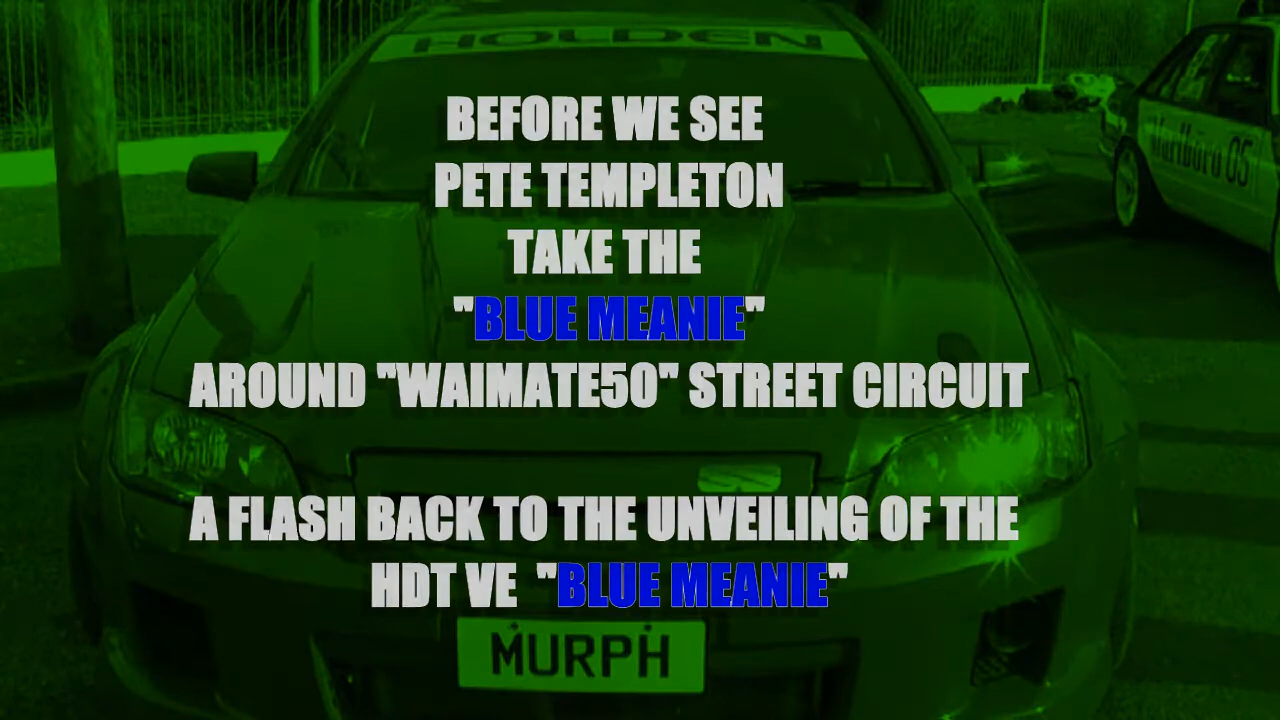 HOLDEN
BEFORE WE SEE
PETE TEMPLETON
TAKE THE
"BLUE MEANIE"
AROUND "WAIMATE50" STREET CIRCUIT
A FLASH BACK TO THE UNVEILING OF THE
HDT VE "BLUE MEANIE"
MURPH
Marlboro 05